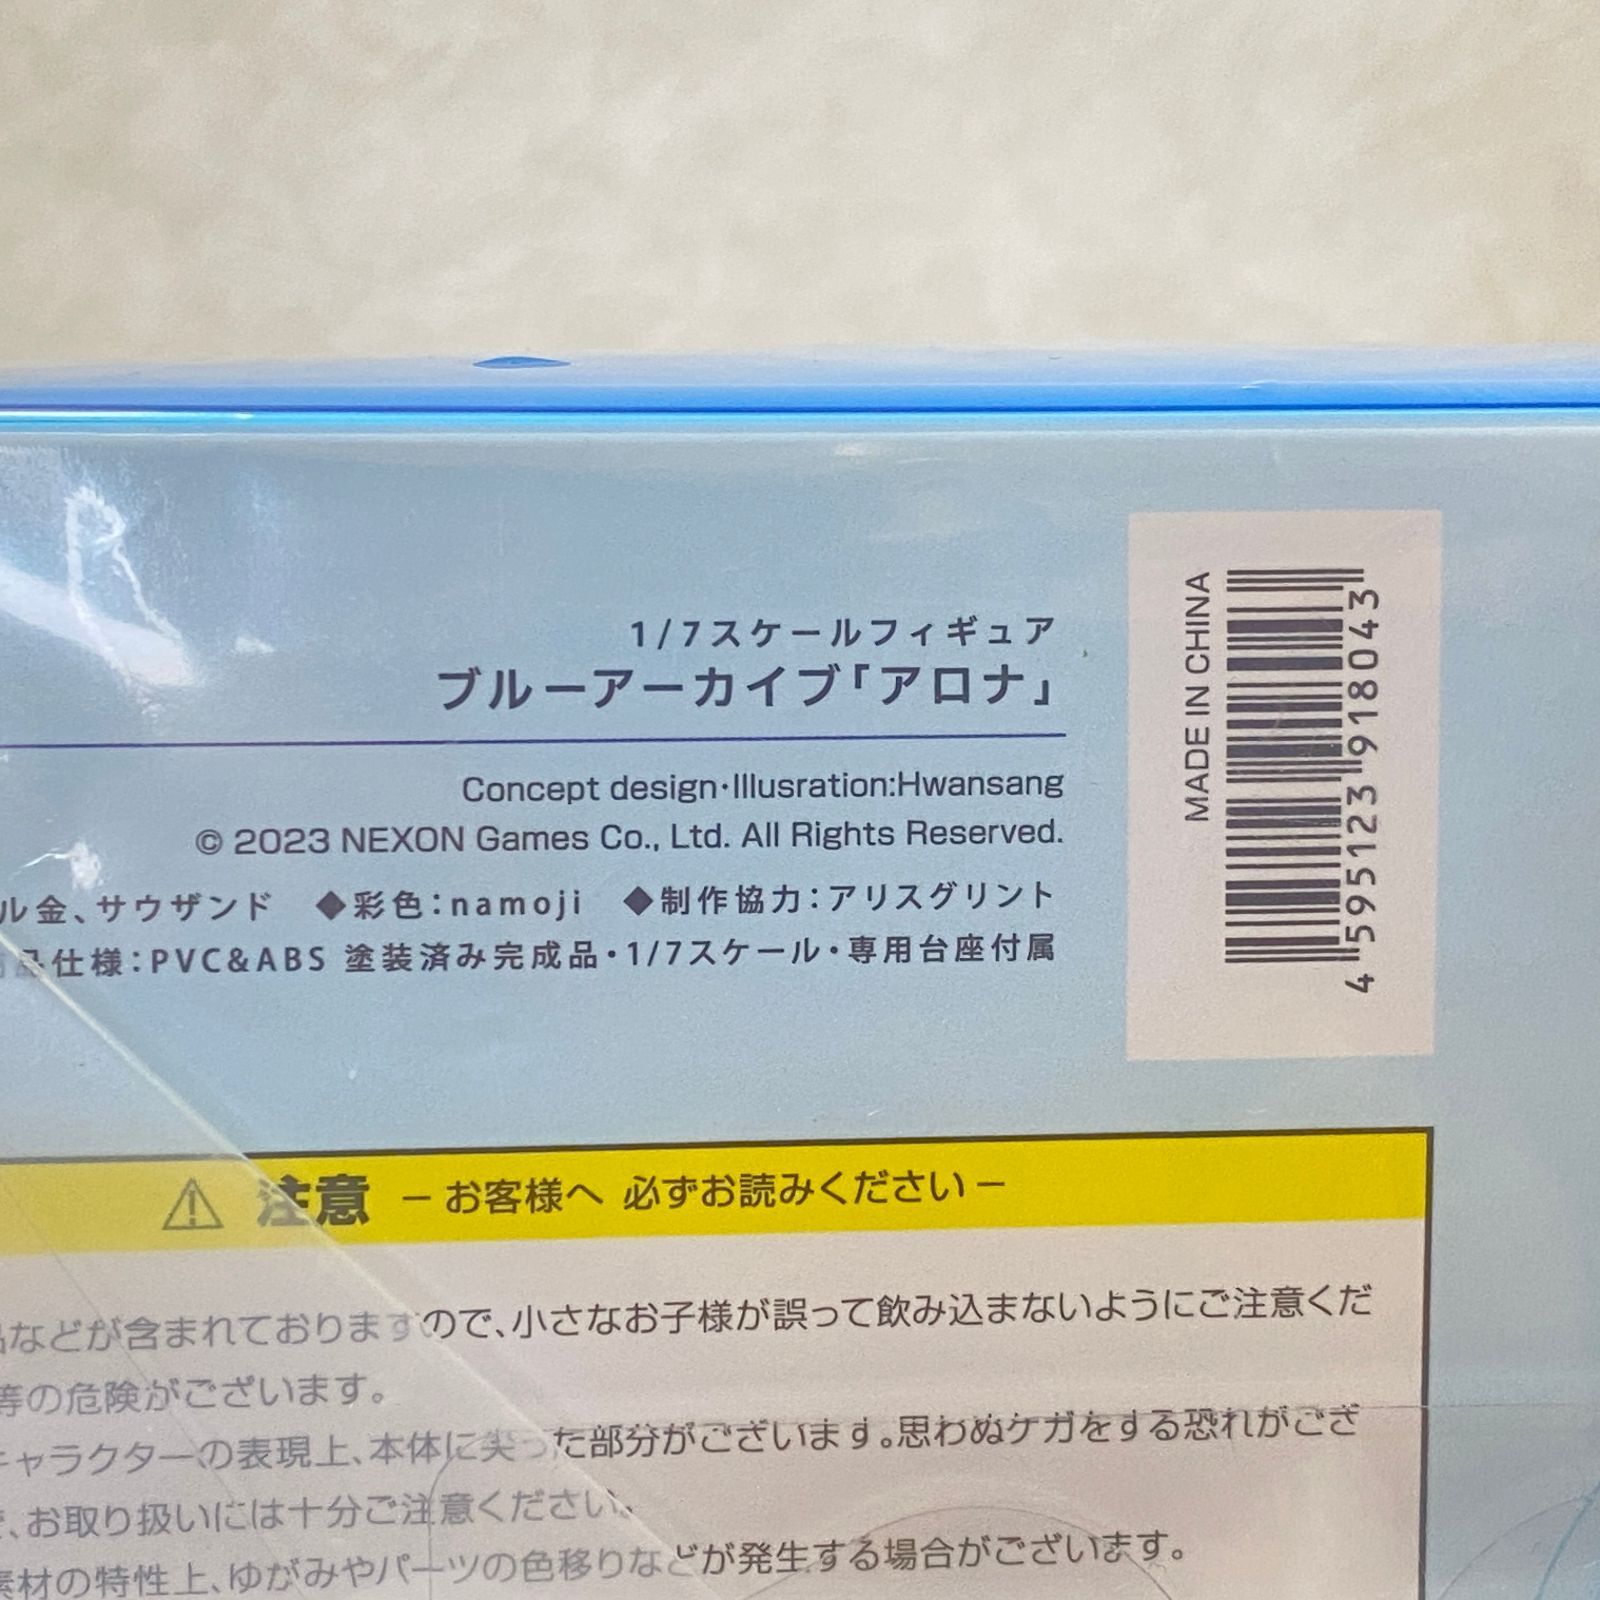 1/7スケールフィギュア
ブルーアーカイブ「アロナ」
Concept design・Illusration:Hwansang
© 2023 NEXON Games Co., Ltd. All Rights Reserved.
ル金、サウザンド ◆彩色：namoji ◆制作協力：アリスグリント
品仕様：PVC&ABS 塗装済み完成品・1/7スケール・専用台座付属
MADE IN CHINA
4 595123 918043
⚠ 注意 －お客様へ 必ずお読みください－
などが含まれておりますので、小さなお子様が誤って飲み込まないようにご注意くだ
等の危険がございます。
キャラクターの表現上、本体に尖った部分がございます。思わぬケガをする恐れがござ
、お取り扱いには十分ご注意ください。
素材の特性上、ゆがみやパーツの色移りなどが発生する場合がございます。